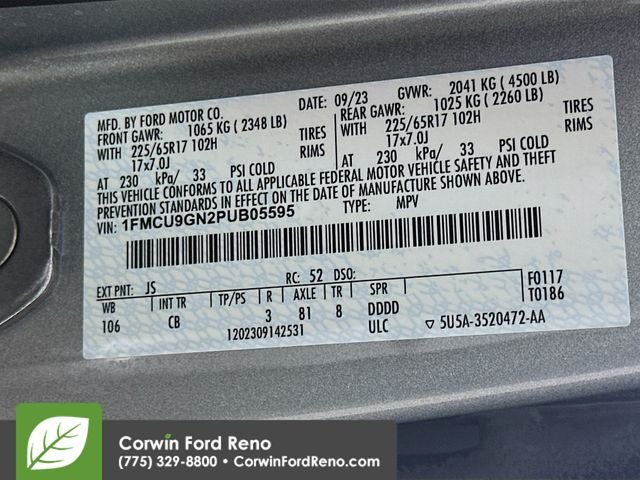 MFD. BY FORD MOTOR CO. DATE: 09/23 GVWR: 2041 KG ( 4500 LB)
FRONT GAWR: 1065 KG ( 2348 LB) REAR GAWR: 1025 KG ( 2260 LB)
WITH 225/65R17 102H TIRES WITH 225/65R17 102H TIRES
17x7.0J RIMS 17x7.0J RIMS
AT 230 kPa/ 33 PSI COLD AT 230 kPa/ 33 PSI COLD
THIS VEHICLE CONFORMS TO ALL APPLICABLE FEDERAL MOTOR VEHICLE SAFETY AND THEFT
PREVENTION STANDARDS IN EFFECT ON THE DATE OF MANUFACTURE SHOWN ABOVE.
VIN: 1FMCU9GN2PUB05595 TYPE: MPV
EXT PNT: JS RC: 52 DSO: F0117
WB INT TR TP/PS R AXLE TR SPR T0186
106 CB 3 81 8 DDDD
1202309142531 ULC ▽ 5U5A-3520472-AA
Corwin Ford Reno
(775) 329-8800 • CorwinFordReno.com